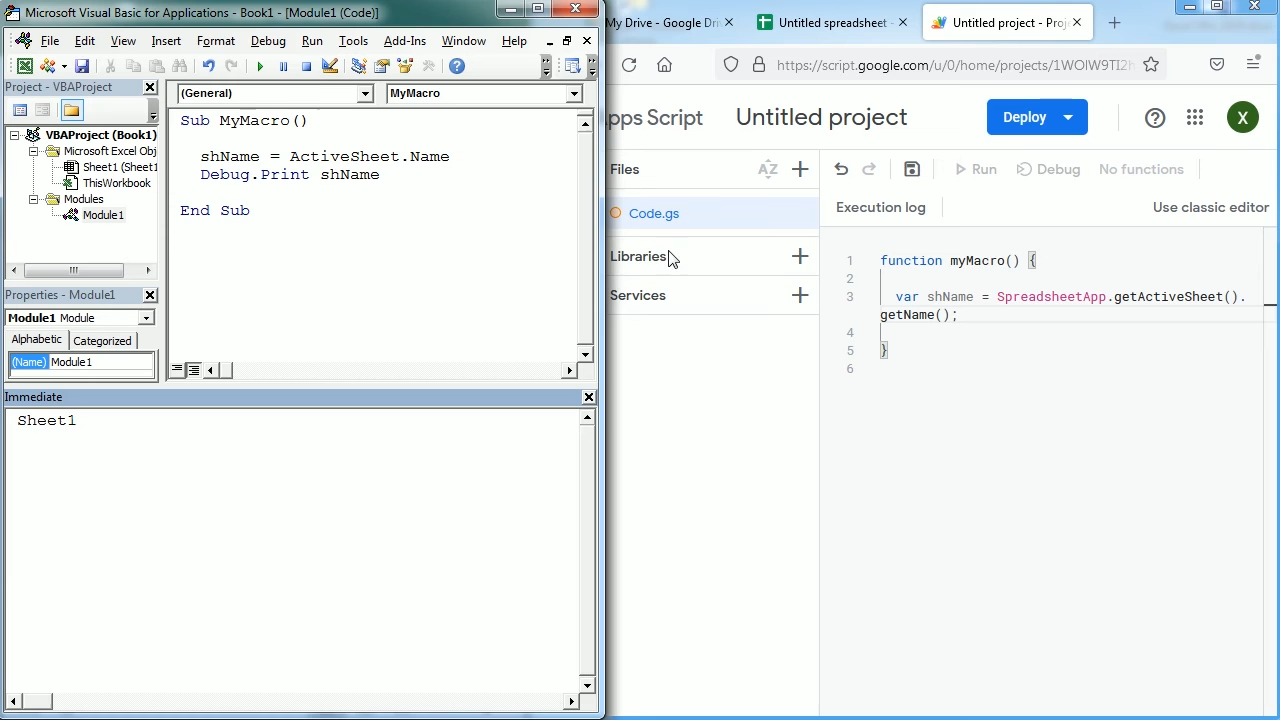 Microsoft Visual Basic for Applications - Book1 - [Module1 (Code)]
File Edit View Insert Format Debug Run Tools Add-Ins Window Help
Project - VBAProject
VBAProject (Book1)
Microsoft Excel Obj
Sheet1 (Sheet1
ThisWorkbook
Modules
Module1
Properties - Module1
Module1 Module
Alphabetic Categorized
(Name) Module1
(General) MyMacro
Sub MyMacro()
shName = ActiveSheet.Name
Debug.Print shName
End Sub
Immediate
Sheet1
My Drive - Google Dri
Untitled spreadsheet -
Untitled project - Proj
https://script.google.com/u/0/home/projects/1WOlW9TI2h
pps Script Untitled project Deploy X
Files AZ
Code.gs
Libraries
Services
Run Debug No functions
Execution log Use classic editor
1 function myMacro() {
2
3 var shName = SpreadsheetApp.getActiveSheet().
getName();
4
5 }
6